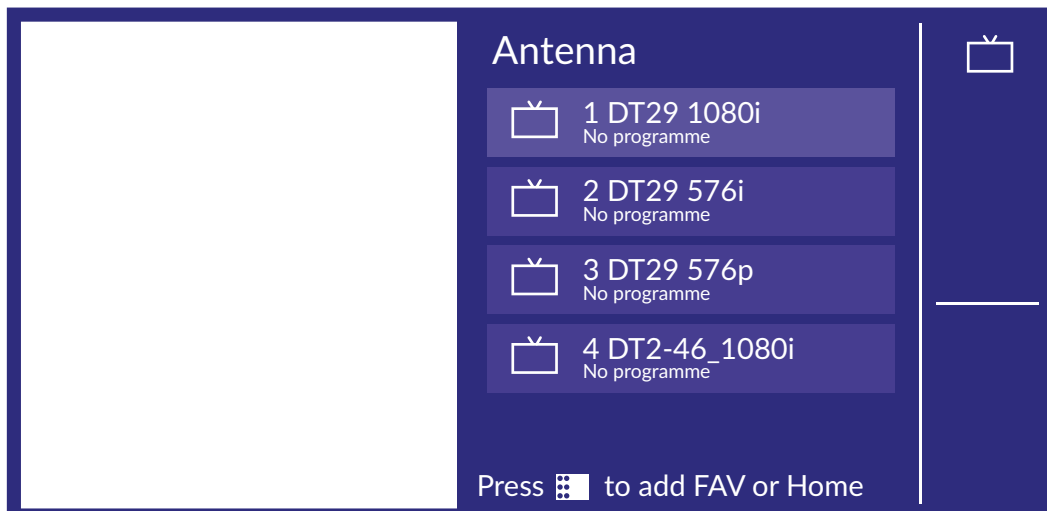 Antenna
1 DT29 1080i
No programme
2 DT29 576i
No programme
3 DT29 576p
No programme
4 DT2-46_1080i
No programme
Press to add FAV or Home